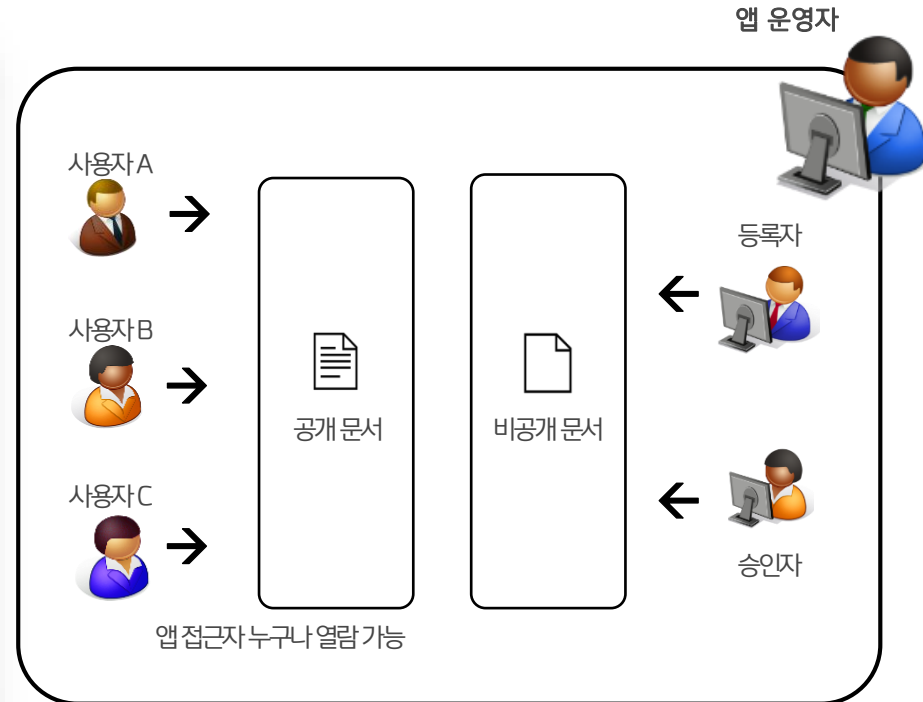 앱 운영자
사용자 A
등록자
사용자 B
공개 문서
비공개 문서
사용자 C
승인자
앱 접근자 누구나 열람 가능